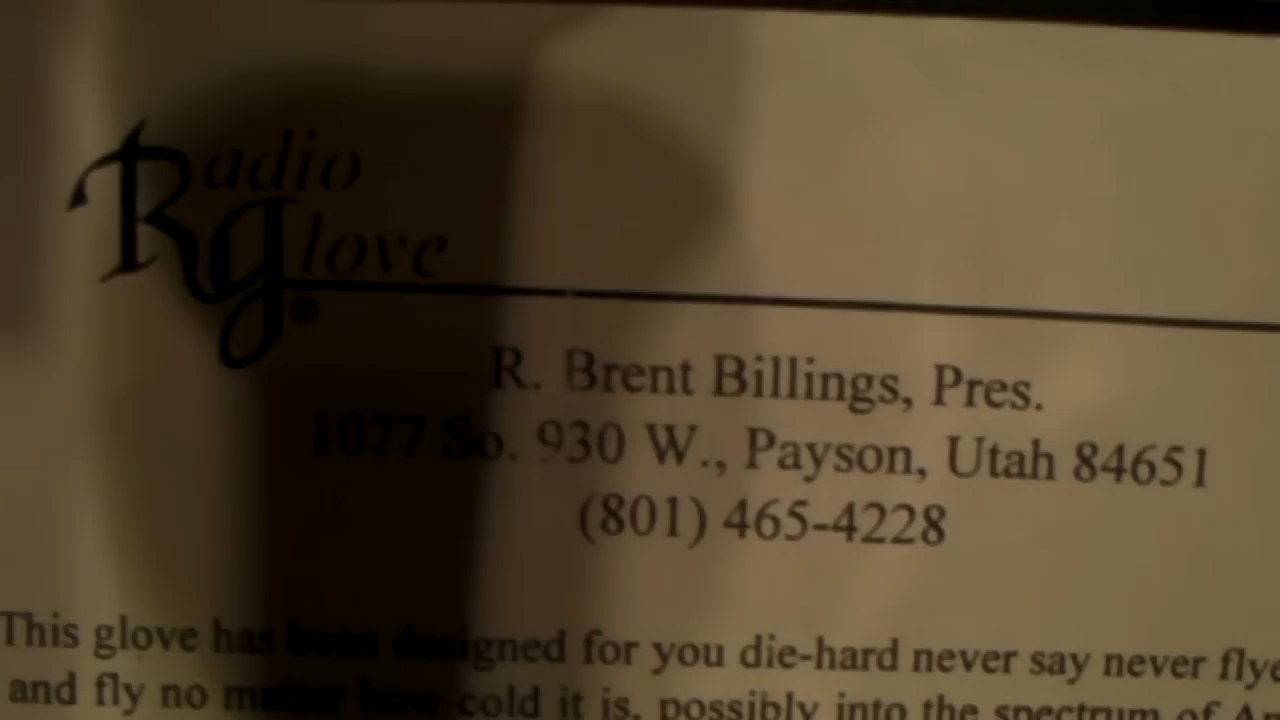 Radio
glove
R. Brent Billings, Pres.
1077 So. 930 W., Payson, Utah 84651
(801) 465-4228
This glove has been designed for you die-hard never say never
and fly no matter how cold it is, possibly into the spectrum of